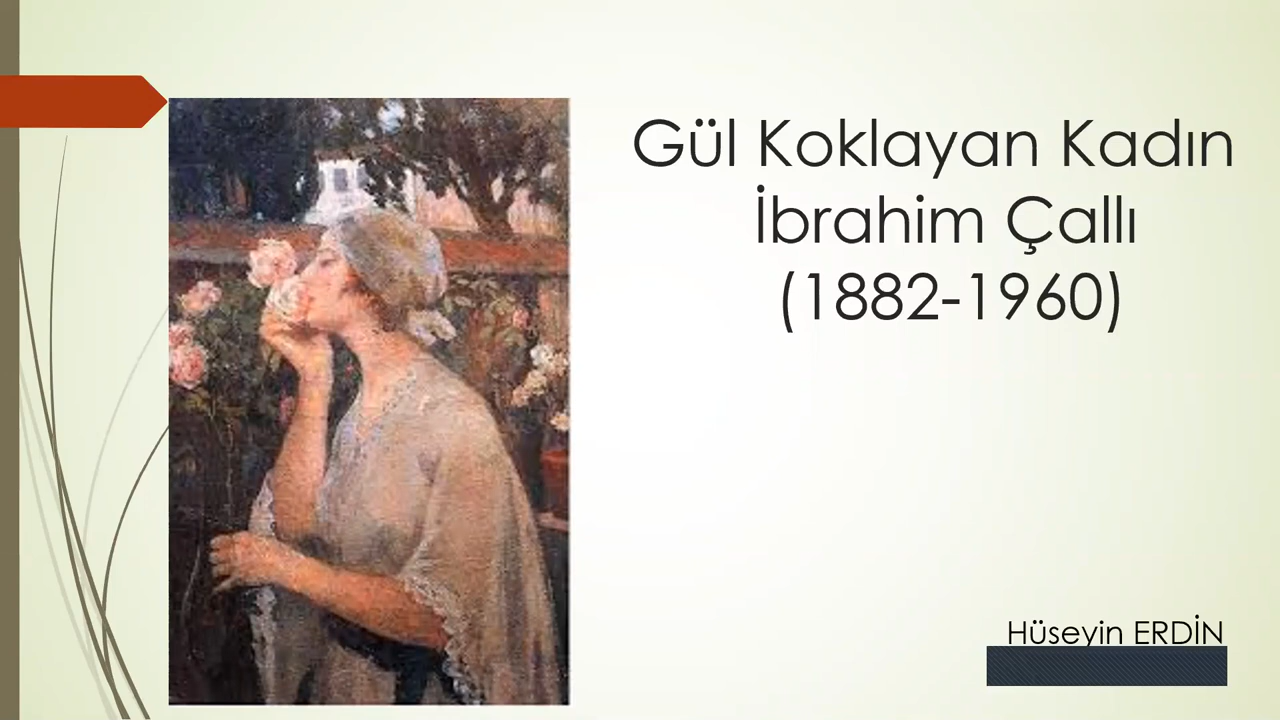 Gül Koklayan Kadın
İbrahim Çallı
(1882-1960)
Hüseyin ERDİN